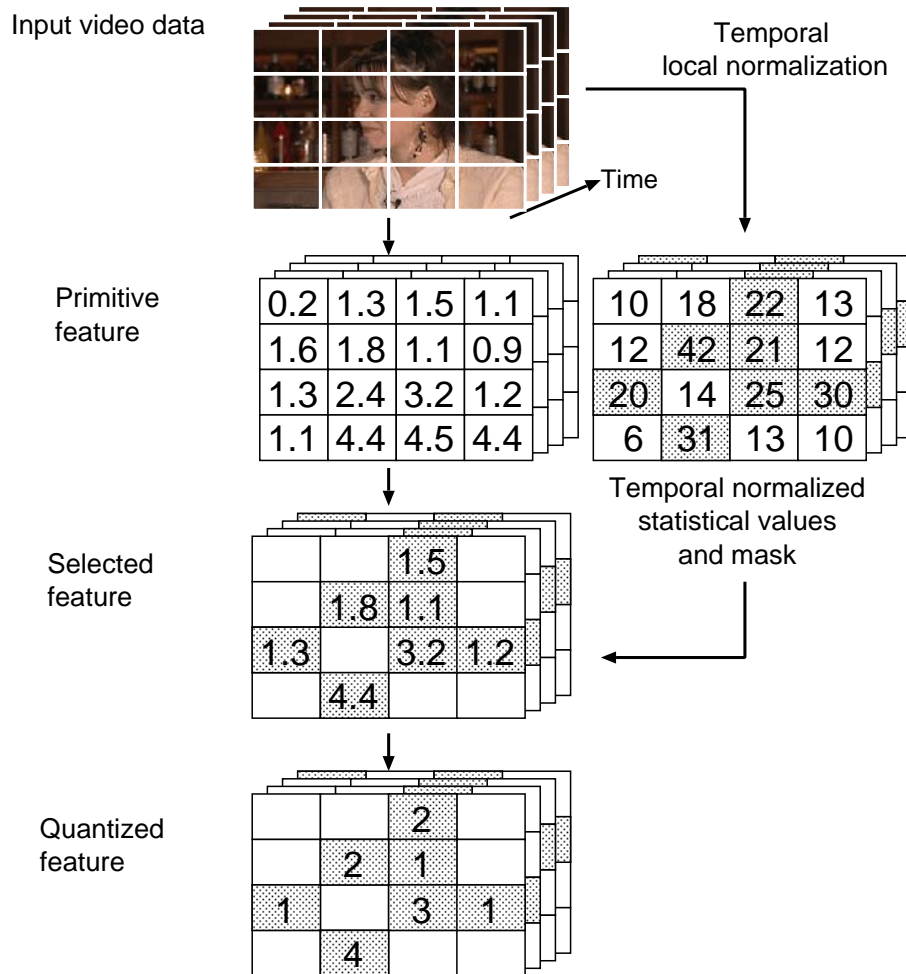 Input video data
Temporal
local normalization
Time
Primitive
feature
0.2 1.3 1.5 1.1
1.6 1.8 1.1 0.9
1.3 2.4 3.2 1.2
1.1 4.4 4.5 4.4
10 18 22 13
12 42 21 12
20 14 25 30
6 31 13 10
Temporal normalized
statistical values
and mask
Selected
feature
1.5
1.8 1.1
1.3 3.2 1.2
4.4
Quantized
feature
2
2 1
1 3 1
4